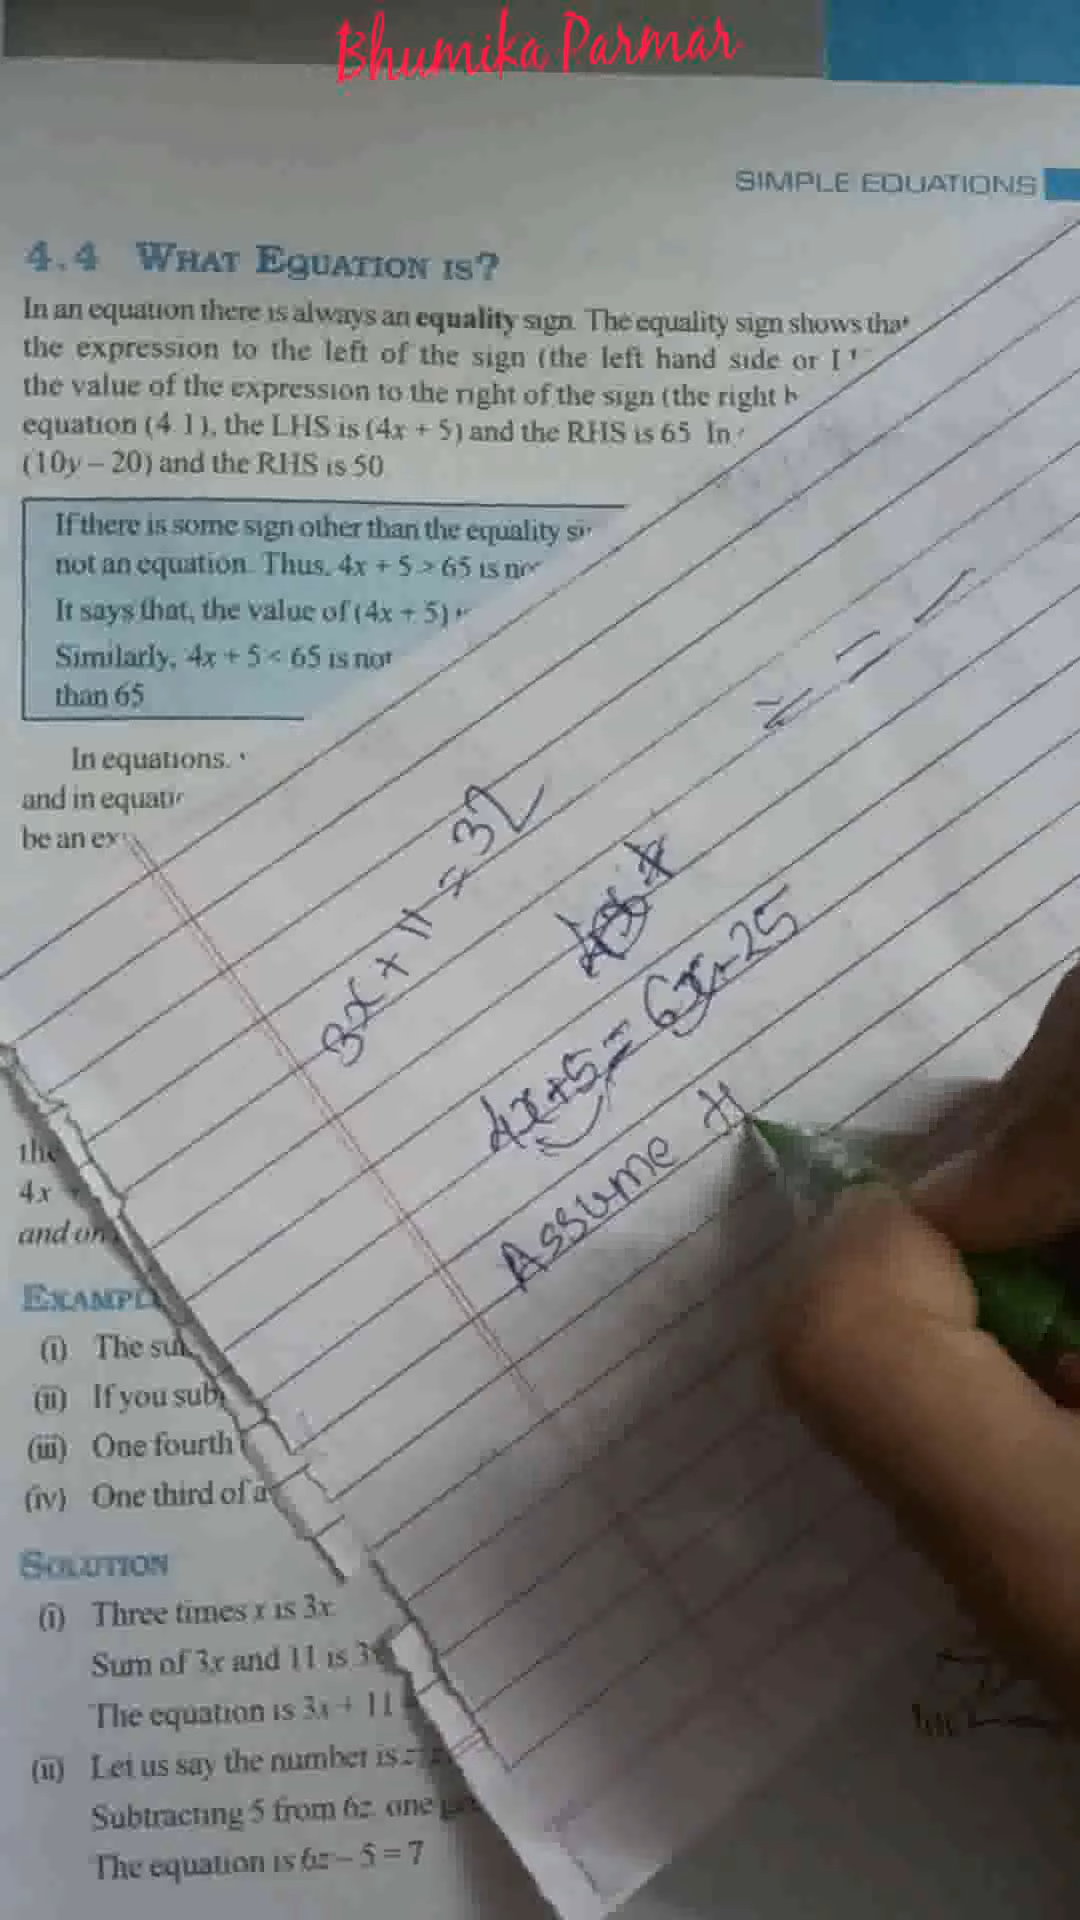 Bhumika Parmar
SIMPLE EQUATIONS
4.4 WHAT EQUATION IS?
In an equation there is always an equality sign. The equality sign shows that
the expression to the left of the sign (the left hand side or
the value of the expression to the right of the sign (the right
equation (4.1), the LHS is (4x + 5) and the RHS is 65. In
(10y – 20) and the RHS is 50
If there is some sign other than the equality
not an equation. Thus, 4x + 5 > 65 is
It says that, the value of (4x + 5)
Similarly, 4x + 5 < 65 is not
than 65
In equations,
and in
be an
3x + 11 = 32
4x+5 = 6x-25
Assume
the
4x
and
(i) The
(ii) If you
(iii) One fourth
(iv) One third of a
SOLUTION
(i) Three times x is 3x
Sum of 3x and 11 is
The equation is 3x + 11
(ii) Let us say the number is
Subtracting 5 from 6z, one
The equation is 6z – 5 = 7